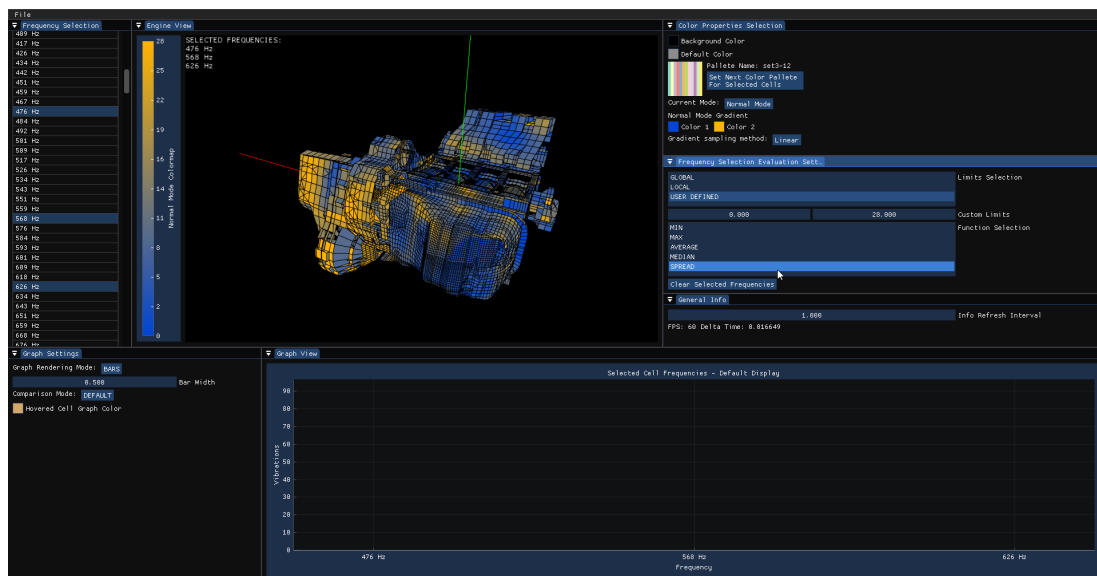 File
Frequency Selection
409 Hz
417 Hz
426 Hz
434 Hz
442 Hz
451 Hz
459 Hz
467 Hz
476 Hz
484 Hz
492 Hz
501 Hz
509 Hz
517 Hz
526 Hz
534 Hz
543 Hz
551 Hz
559 Hz
568 Hz
576 Hz
584 Hz
593 Hz
601 Hz
609 Hz
618 Hz
626 Hz
634 Hz
643 Hz
651 Hz
659 Hz
668 Hz
676 Hz
Engine View
28
25
22
19
16
14
11
8
5
2
0
Normal Mode Colormap
SELECTED FREQUENCIES:
476 Hz
568 Hz
626 Hz
Color Properties Selection
Background Color
Default Color
Pallete Name: set3-12
Set Next Color Pallete
For Selected Cells
Current Mode: Normal Mode
Normal Mode Gradient
Color 1 Color 2
Gradient sampling method: Linear
Frequency Selection Evaluation Sett…
GLOBAL
LOCAL
USER DEFINED
Limits Selection
0.000 28.000 Custom Limits
MIN
MAX
AVERAGE
MEDIAN
SPREAD
Function Selection
Clear Selected Frequencies
General Info
1.000 Info Refresh Interval
FPS: 60 Delta Time: 0.016649
Graph Settings
Graph Rendering Mode: BARS
0.500 Bar Width
Comparison Mode: DEFAULT
Hovered Cell Graph Color
Graph View
Selected Cell Frequencies - Default Display
Vibrations
90
80
70
60
50
40
30
20
10
0
476 Hz 568 Hz 626 Hz
Frequency